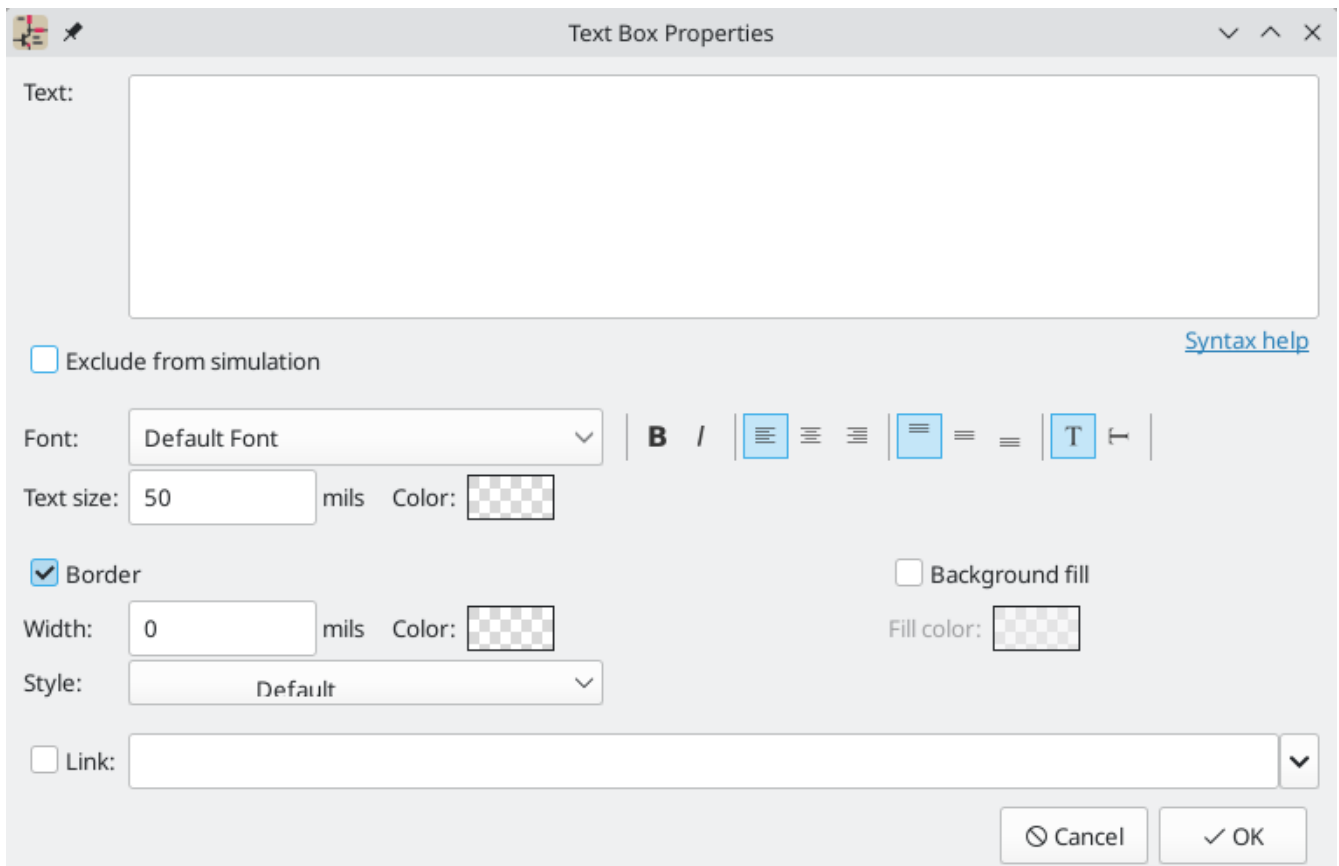 Text Box Properties
Text:
Syntax help
Exclude from simulation
Font: Default Font B I T T
Text size: 50 mils Color:
Border Background fill
Width: 0 mils Color: Fill color:
Style: Default
Link:
Cancel OK